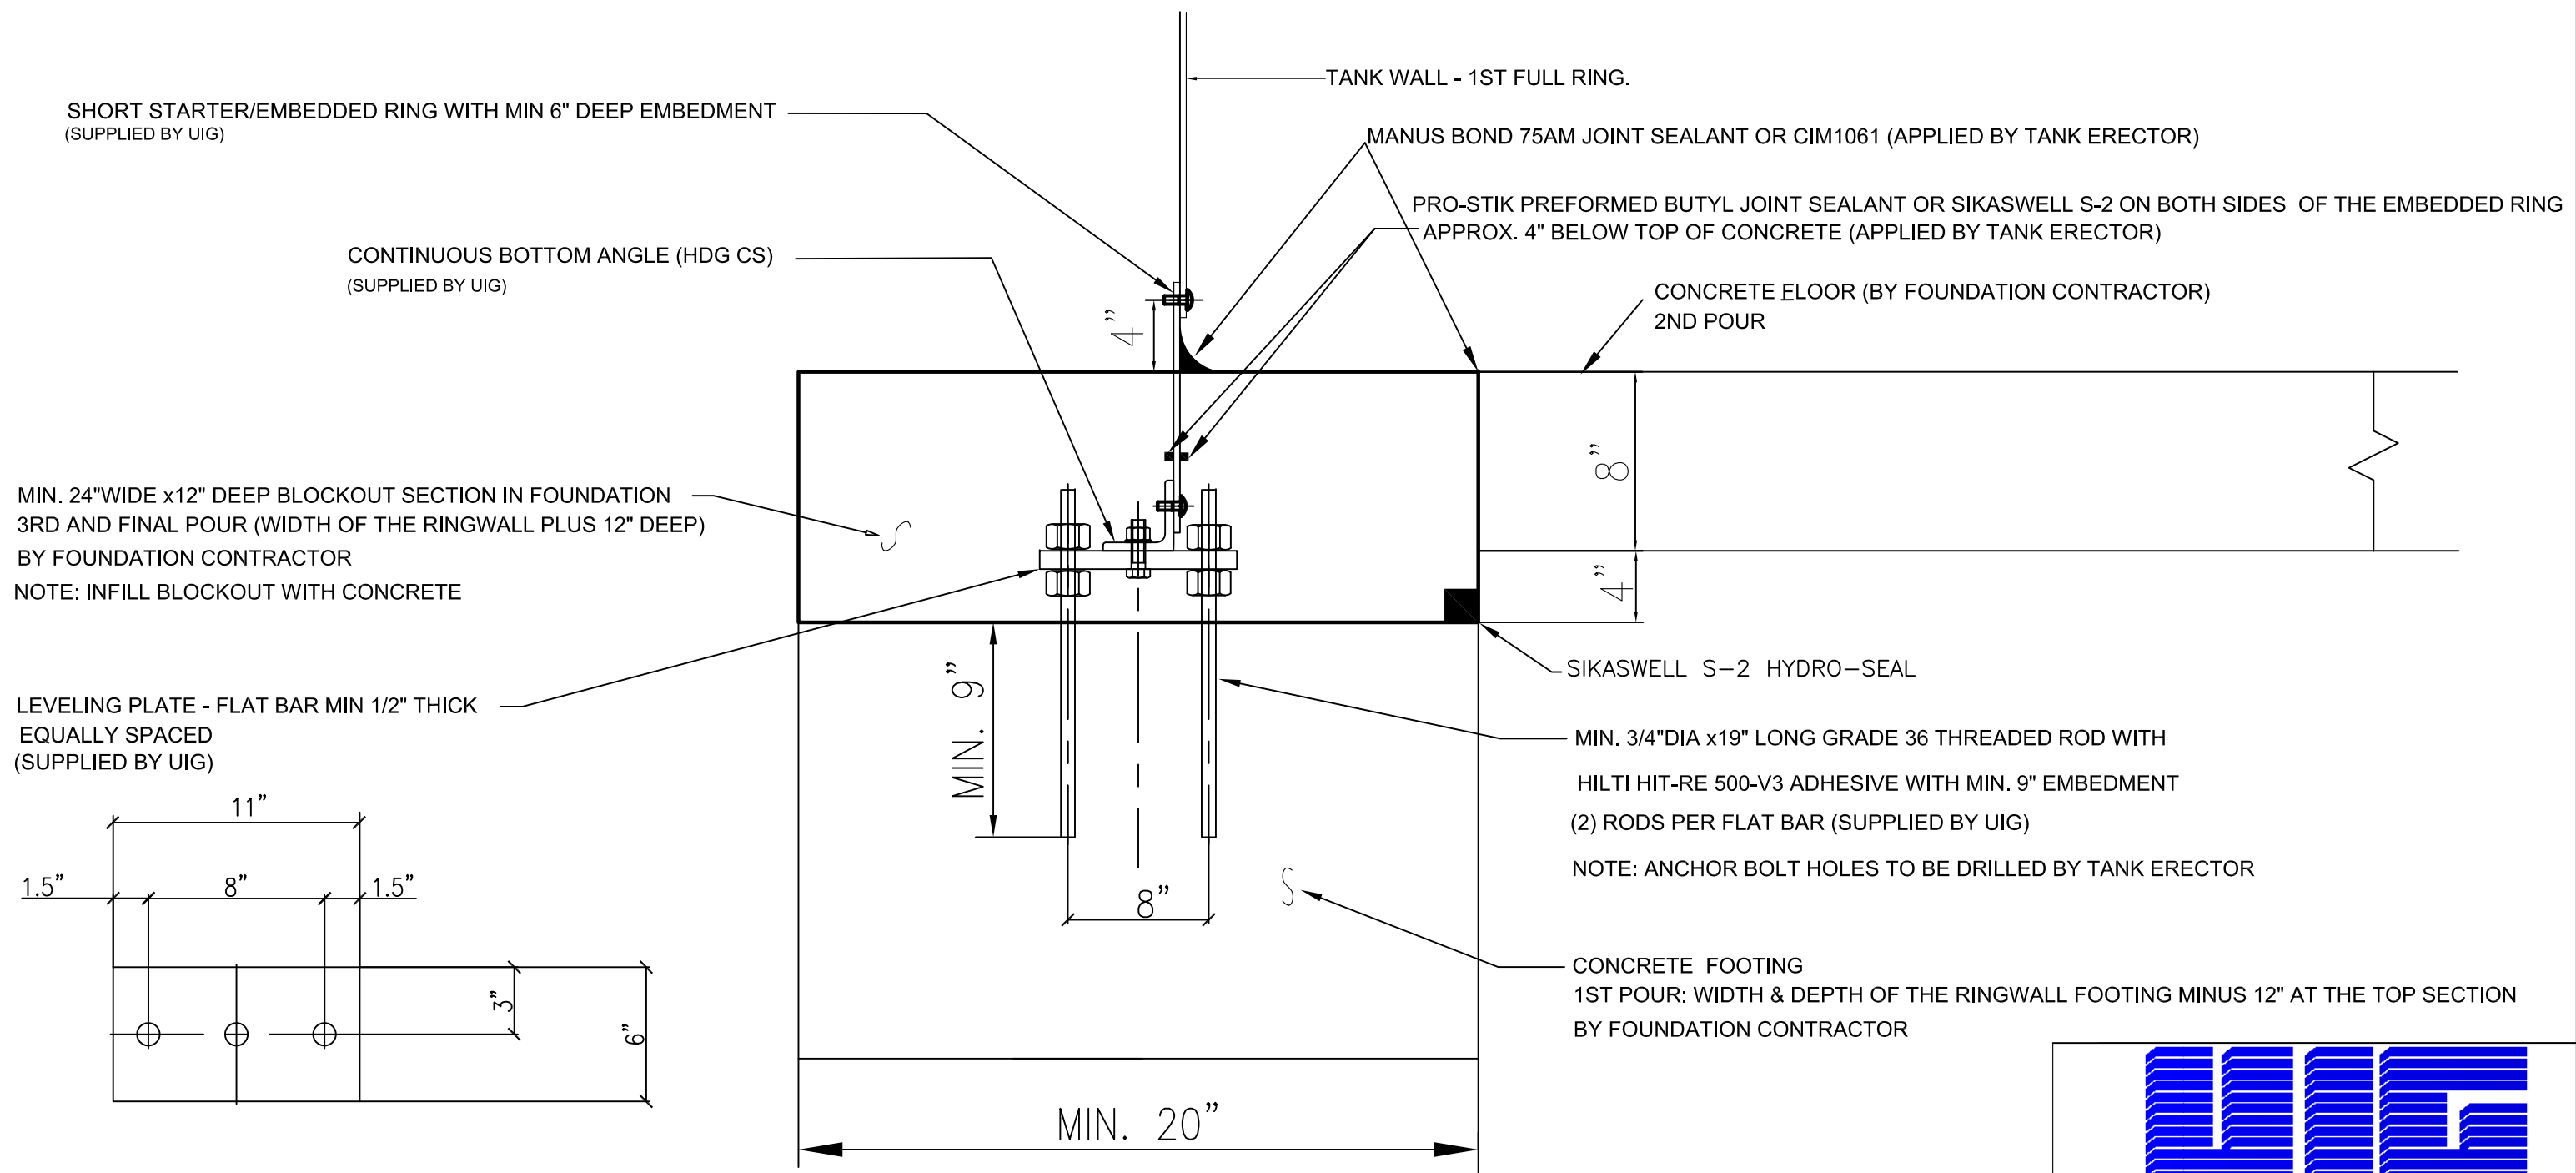 TANK WALL - 1ST FULL RING.
SHORT STARTER/EMBEDDED RING WITH MIN 6" DEEP EMBEDMENT
(SUPPLIED BY UIG)
MANUS BOND 75AM JOINT SEALANT OR CIM1061 (APPLIED BY TANK ERECTOR)
PRO-STIK PREFORMED BUTYL JOINT SEALANT OR SIKASWELL S-2 ON BOTH SIDES OF THE EMBEDDED RING
APPROX. 4" BELOW TOP OF CONCRETE (APPLIED BY TANK ERECTOR)
CONTINUOUS BOTTOM ANGLE (HDG CS)
(SUPPLIED BY UIG)
CONCRETE FLOOR (BY FOUNDATION CONTRACTOR)
2ND POUR
4"
8"
4"
MIN. 24"WIDE x12" DEEP BLOCKOUT SECTION IN FOUNDATION
3RD AND FINAL POUR (WIDTH OF THE RINGWALL PLUS 12" DEEP)
BY FOUNDATION CONTRACTOR
NOTE: INFILL BLOCKOUT WITH CONCRETE
SIKASWELL S-2 HYDRO-SEAL
MIN. 9"
LEVELING PLATE - FLAT BAR MIN 1/2" THICK
EQUALLY SPACED
(SUPPLIED BY UIG)
MIN. 3/4"DIA x19" LONG GRADE 36 THREADED ROD WITH
HILTI HIT-RE 500-V3 ADHESIVE WITH MIN. 9" EMBEDMENT
(2) RODS PER FLAT BAR (SUPPLIED BY UIG)
NOTE: ANCHOR BOLT HOLES TO BE DRILLED BY TANK ERECTOR
11"
1.5" 8" 1.5"
3"
6"
8"
CONCRETE FOOTING
1ST POUR: WIDTH & DEPTH OF THE RINGWALL FOOTING MINUS 12" AT THE TOP SECTION
BY FOUNDATION CONTRACTOR
MIN. 20"
UIG